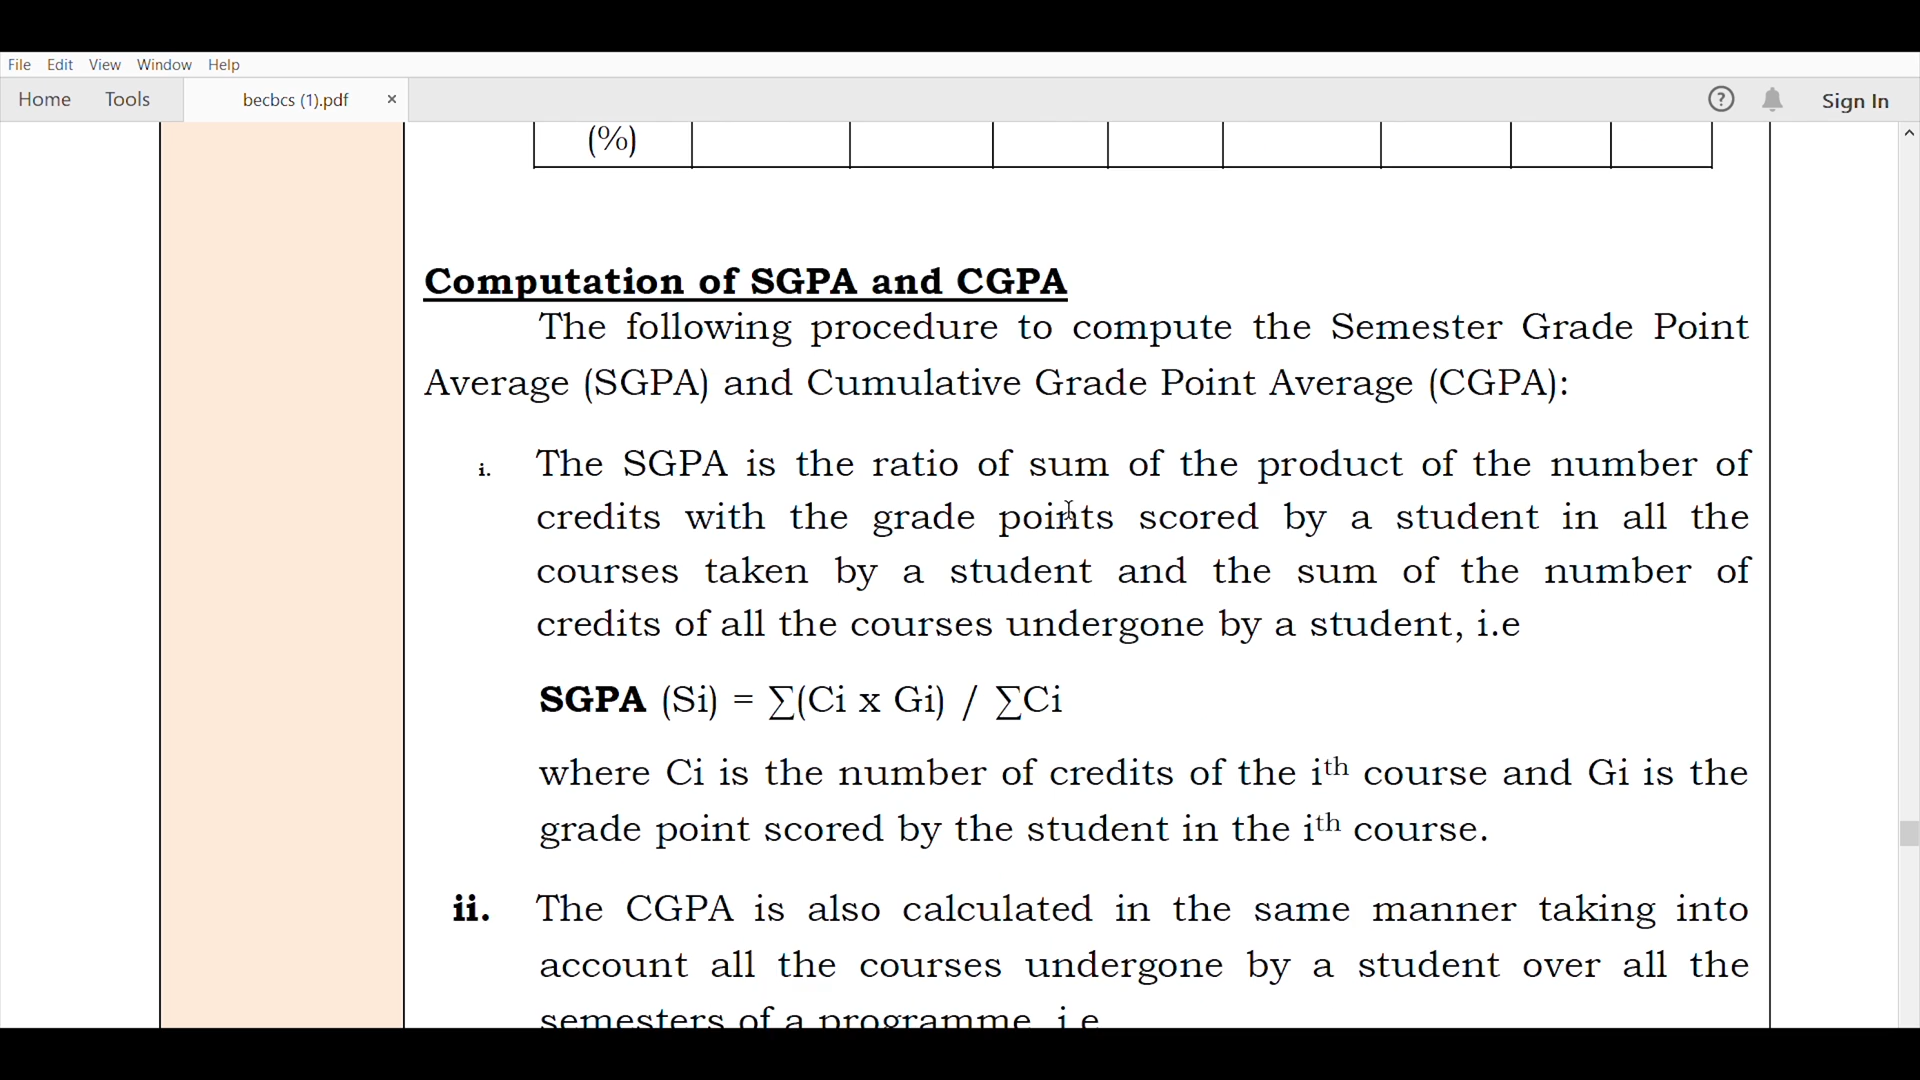 File Edit View Window Help
Home Tools becbcs (1).pdf × ? Sign In
(%)
Computation of SGPA and CGPA
The following procedure to compute the Semester Grade Point
Average (SGPA) and Cumulative Grade Point Average (CGPA):
i. The SGPA is the ratio of sum of the product of the number of
credits with the grade points scored by a student in all the
courses taken by a student and the sum of the number of
credits of all the courses undergone by a student, i.e
SGPA (Si) = ∑(Ci x Gi) / ∑Ci
where Ci is the number of credits of the ith course and Gi is the
grade point scored by the student in the ith course.
ii. The CGPA is also calculated in the same manner taking into
account all the courses undergone by a student over all the
semesters of a programme, i.e